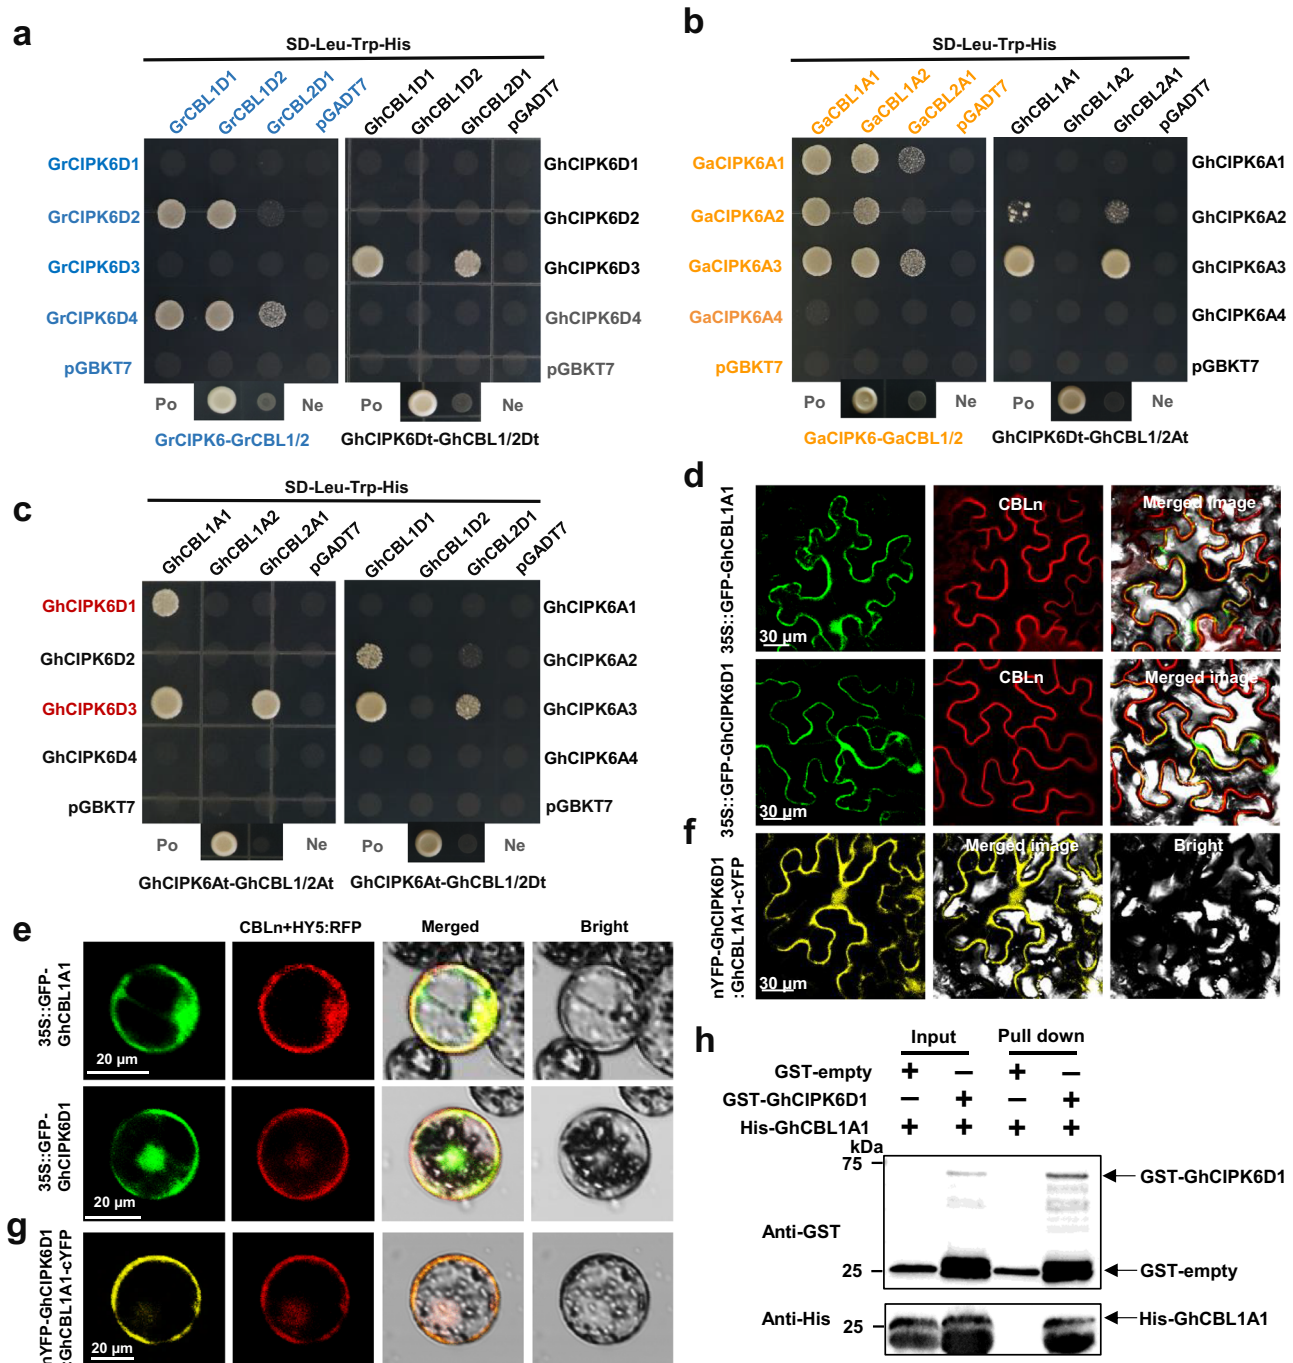 a
SD-Leu-Trp-His
GrCBL1D1
GrCBL1D2
GrCBL2D1
pGADT7
GhCBL1D1
GhCBL1D2
GhCBL2D1
pGADT7
GrCIPK6D1
GrCIPK6D2
GrCIPK6D3
GrCIPK6D4
pGBKT7
GhCIPK6D1
GhCIPK6D2
GhCIPK6D3
GhCIPK6D4
pGBKT7
Po Ne Po Ne
GrCIPK6-GrCBL1/2 GhCIPK6Dt-GhCBL1/2Dt
b
SD-Leu-Trp-His
GaCBL1A1
GaCBL1A2
GaCBL2A1
pGADT7
GhCBL1A1
GhCBL1A2
GhCBL2A1
pGADT7
GaCIPK6A1
GaCIPK6A2
GaCIPK6A3
GaCIPK6A4
pGBKT7
GhCIPK6A1
GhCIPK6A2
GhCIPK6A3
GhCIPK6A4
pGBKT7
Po Ne Po Ne
GaCIPK6-GaCBL1/2 GhCIPK6Dt-GhCBL1/2At
c
SD-Leu-Trp-His
GhCBL1A1
GhCBL1A2
GhCBL2A1
pGADT7
GhCBL1D1
GhCBL1D2
GhCBL2D1
pGADT7
GhCIPK6D1
GhCIPK6D2
GhCIPK6D3
GhCIPK6D4
pGBKT7
GhCIPK6A1
GhCIPK6A2
GhCIPK6A3
GhCIPK6A4
pGBKT7
Po Ne Po Ne
GhCIPK6At-GhCBL1/2At GhCIPK6At-GhCBL1/2Dt
d
35S::GFP-GhCBL1A1
CBLn
Merged image
30 µm
35S::GFP-GhCIPK6D1
CBLn
Merged image
30 µm
f
nYFP-GhCIPK6D1
:GhCBL1A1-cYFP
Merged image
Bright
30 µm
e
CBLn+HY5:RFP Merged Bright
35S::GFP-
GhCBL1A1
20 µm
35S::GFP-
GhCIPK6D1
20 µm
g
nYFP-GhCIPK6D1
:GhCBL1A1-cYFP
20 µm
h
Input Pull down
GST-empty + − + −
GST-GhCIPK6D1 − + − +
His-GhCBL1A1 + + + +
kDa
75
GST-GhCIPK6D1
Anti-GST
25
GST-empty
Anti-His
25
His-GhCBL1A1